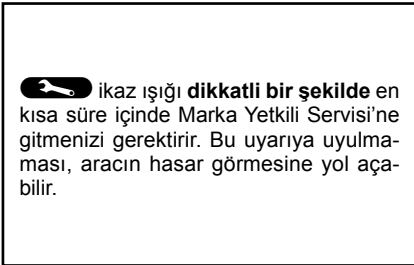 ikaz ışığı dikkatli bir şekilde en
kısa süre içinde Marka Yetkili Servisi’ne
gitmenizi gerektirir. Bu uyarıya uyulma-
ması, aracın hasar görmesine yol aça-
bilir.